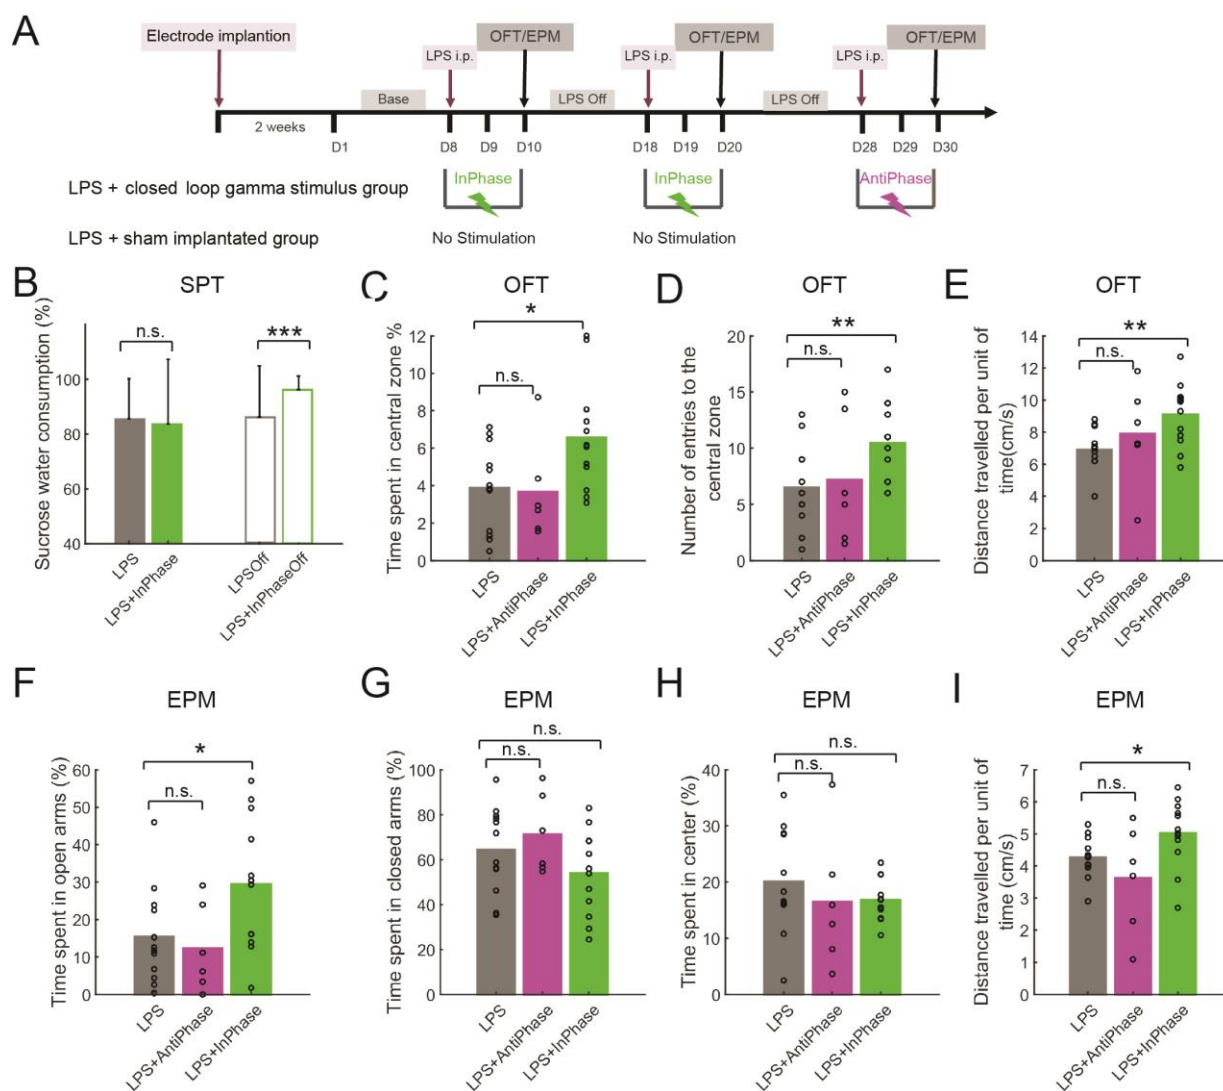 A
Electrode implantion
LPS i.p.
OFT/EPM
LPS i.p.
OFT/EPM
LPS i.p.
OFT/EPM
Base
LPS Off
LPS Off
2 weeks
D1
D8
D9
D10
D18
D19
D20
D28
D29
D30
LPS + closed loop gamma stimulus group
InPhase
InPhase
AntiPhase
LPS + sham implantated group
No Stimulation
No Stimulation
B
SPT
Sucrose water consumption (%)
100
80
60
40
n.s.
***
LPS
LPS+InPhase
LPSOff
LPS+InPhaseOff
C
OFT
Time spent in central zone %
12
10
8
6
4
2
0
*
n.s.
LPS
LPS+AntiPhase
LPS+InPhase
D
OFT
Number of entries to the
central zone
20
15
10
5
0
**
n.s.
LPS
LPS+AntiPhase
LPS+InPhase
E
OFT
Distance travelled per unit of
time(cm/s)
14
12
10
8
6
4
2
0
**
n.s.
LPS
LPS+AntiPhase
LPS+InPhase
F
EPM
Time spent in open arms (%)
60
50
40
30
20
10
0
*
n.s.
LPS
LPS+AntiPhase
LPS+InPhase
G
EPM
Time spent in closed arms (%)
100
80
60
40
20
0
n.s.
n.s.
LPS
LPS+AntiPhase
LPS+InPhase
H
EPM
Time spent in center (%)
40
30
20
10
0
n.s.
n.s.
LPS
LPS+AntiPhase
LPS+InPhase
I
EPM
Distance travelled per unit of
time (cm/s)
7
6
5
4
3
2
1
0
*
n.s.
LPS
LPS+AntiPhase
LPS+InPhase